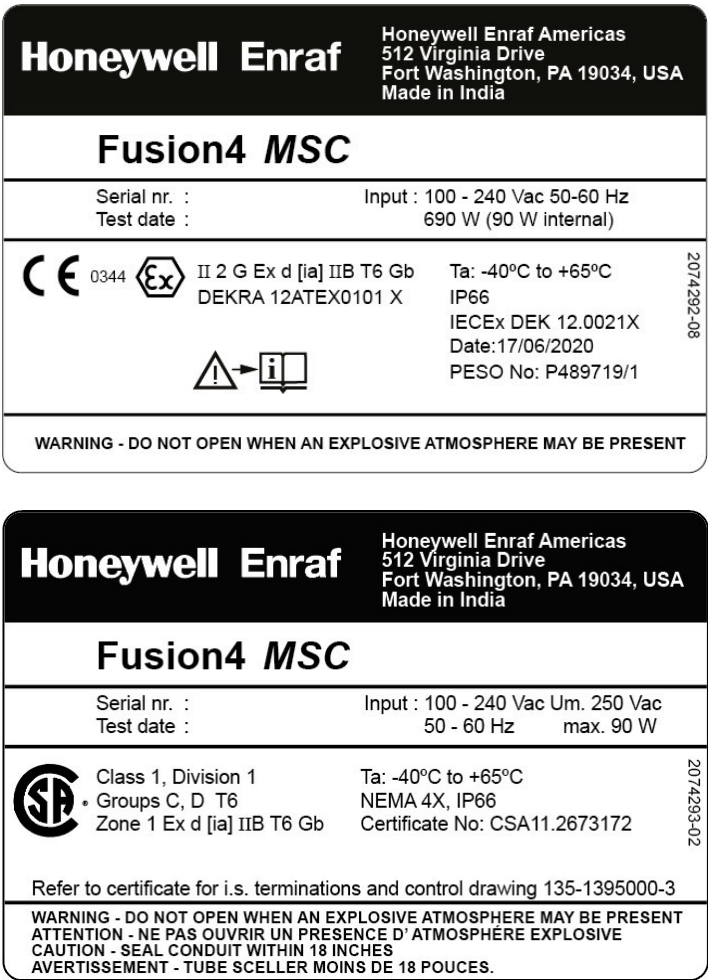 Honeywell Enraf
Honeywell Enraf Americas
512 Virginia Drive
Fort Washington, PA 19034, USA
Made in India
Fusion4 MSC
Serial nr. :
Test date :
Input : 100 - 240 Vac 50-60 Hz
690 W (90 W internal)
CE 0344 Ex II 2 G Ex d [ia] IIB T6 Gb
DEKRA 12ATEX0101 X
Ta: -40ºC to +65ºC
IP66
IECEx DEK 12.0021X
Date:17/06/2020
PESO No: P489719/1
2074292-08
WARNING - DO NOT OPEN WHEN AN EXPLOSIVE ATMOSPHERE MAY BE PRESENT
Honeywell Enraf
Honeywell Enraf Americas
512 Virginia Drive
Fort Washington, PA 19034, USA
Made in India
Fusion4 MSC
Serial nr. :
Test date :
Input : 100 - 240 Vac Um. 250 Vac
50 - 60 Hz max. 90 W
SA ®
Class 1, Division 1
Groups C, D T6
Zone 1 Ex d [ia] IIB T6 Gb
Ta: -40ºC to +65ºC
NEMA 4X, IP66
Certificate No: CSA11.2673172
2074293-02
Refer to certificate for i.s. terminations and control drawing 135-1395000-3
WARNING - DO NOT OPEN WHEN AN EXPLOSIVE ATMOSPHERE MAY BE PRESENT
ATTENTION - NE PAS OUVRIR UN PRESENCE D' ATMOSPHÉRE EXPLOSIVE
CAUTION - SEAL CONDUIT WITHIN 18 INCHES
AVERTISSEMENT - TUBE SCELLER MOINS DE 18 POUCES.